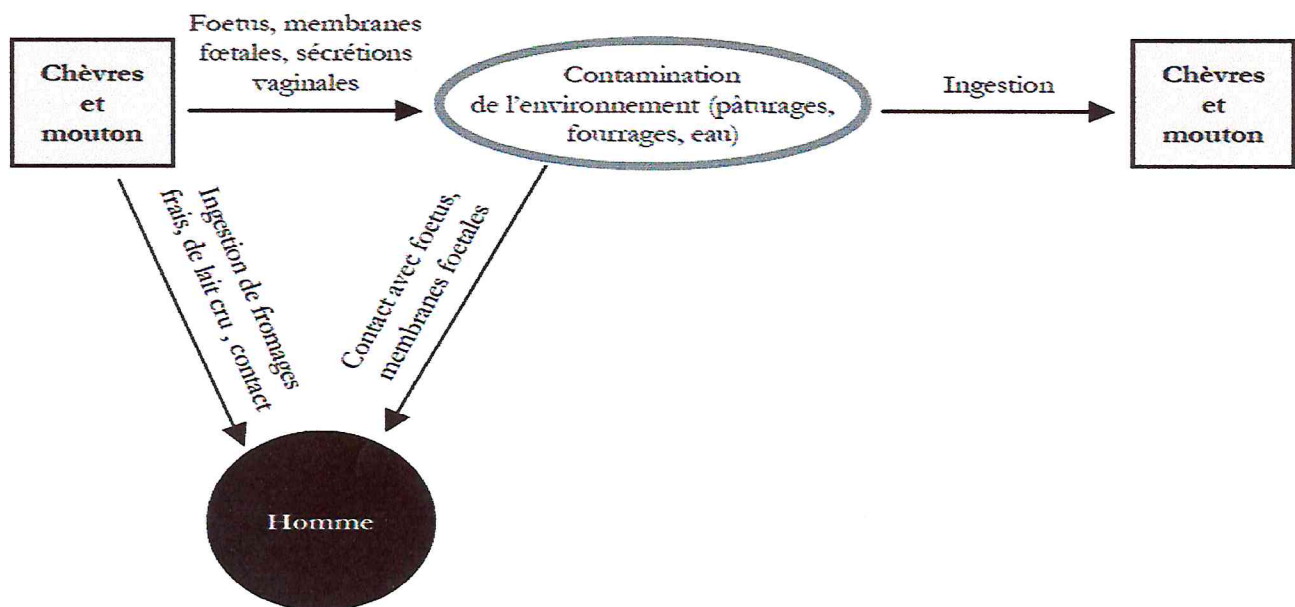 Chèvres
et
mouton
Foetus, membranes
fœtales, sécrétions
vaginales
Contamination
de l'environnement (pâturages,
fourrages, eau)
Ingestion
Chèvres
et
mouton
Ingestion de fromages
frais, de lait cru , contact
Contact avec foetus,
membranes foetales
Homme